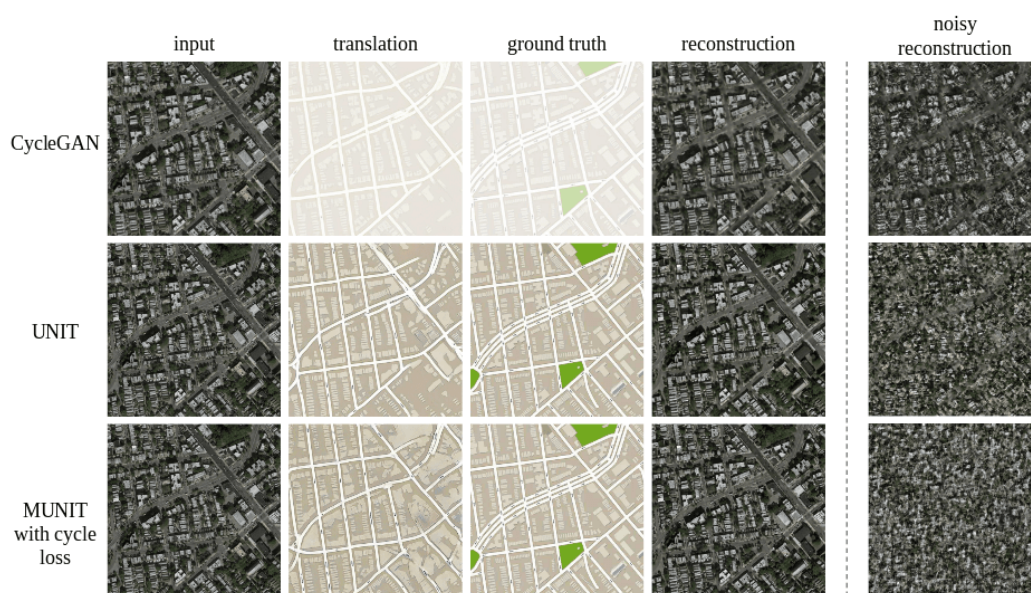 input
translation
ground truth
reconstruction
noisy
reconstruction
CycleGAN
UNIT
MUNIT
with cycle
loss